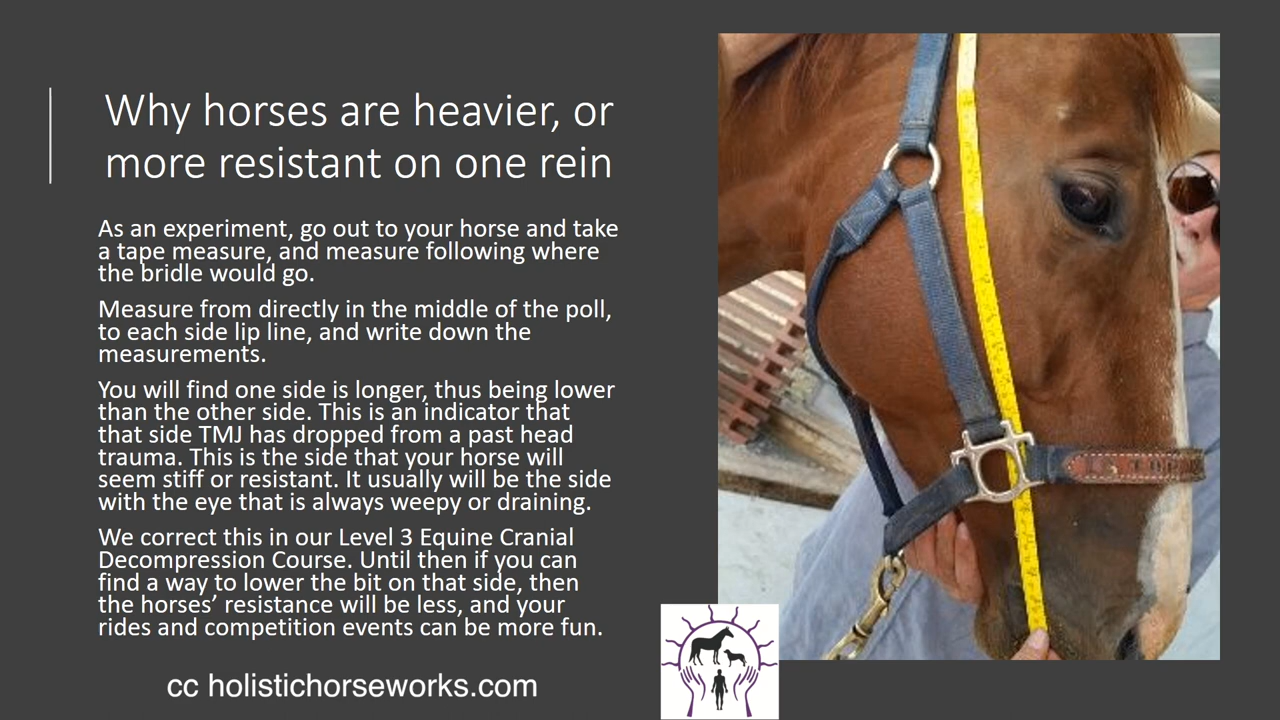 Why horses are heavier, or
more resistant on one rein
As an experiment, go out to your horse and take
a tape measure, and measure following where
the bridle would go.
Measure from directly in the middle of the poll,
to each side lip line, and write down the
measurements.
You will find one side is longer, thus being lower
than the other side. This is an indicator that
that side TMJ has dropped from a past head
trauma. This is the side that your horse will
seem stiff or resistant. It usually will be the side
with the eye that is always weepy or draining.
We correct this in our Level 3 Equine Cranial
Decompression Course. Until then if you can
find a way to lower the bit on that side, then
the horses’ resistance will be less, and your
rides and competition events can be more fun.
cc holistichorseworks.com